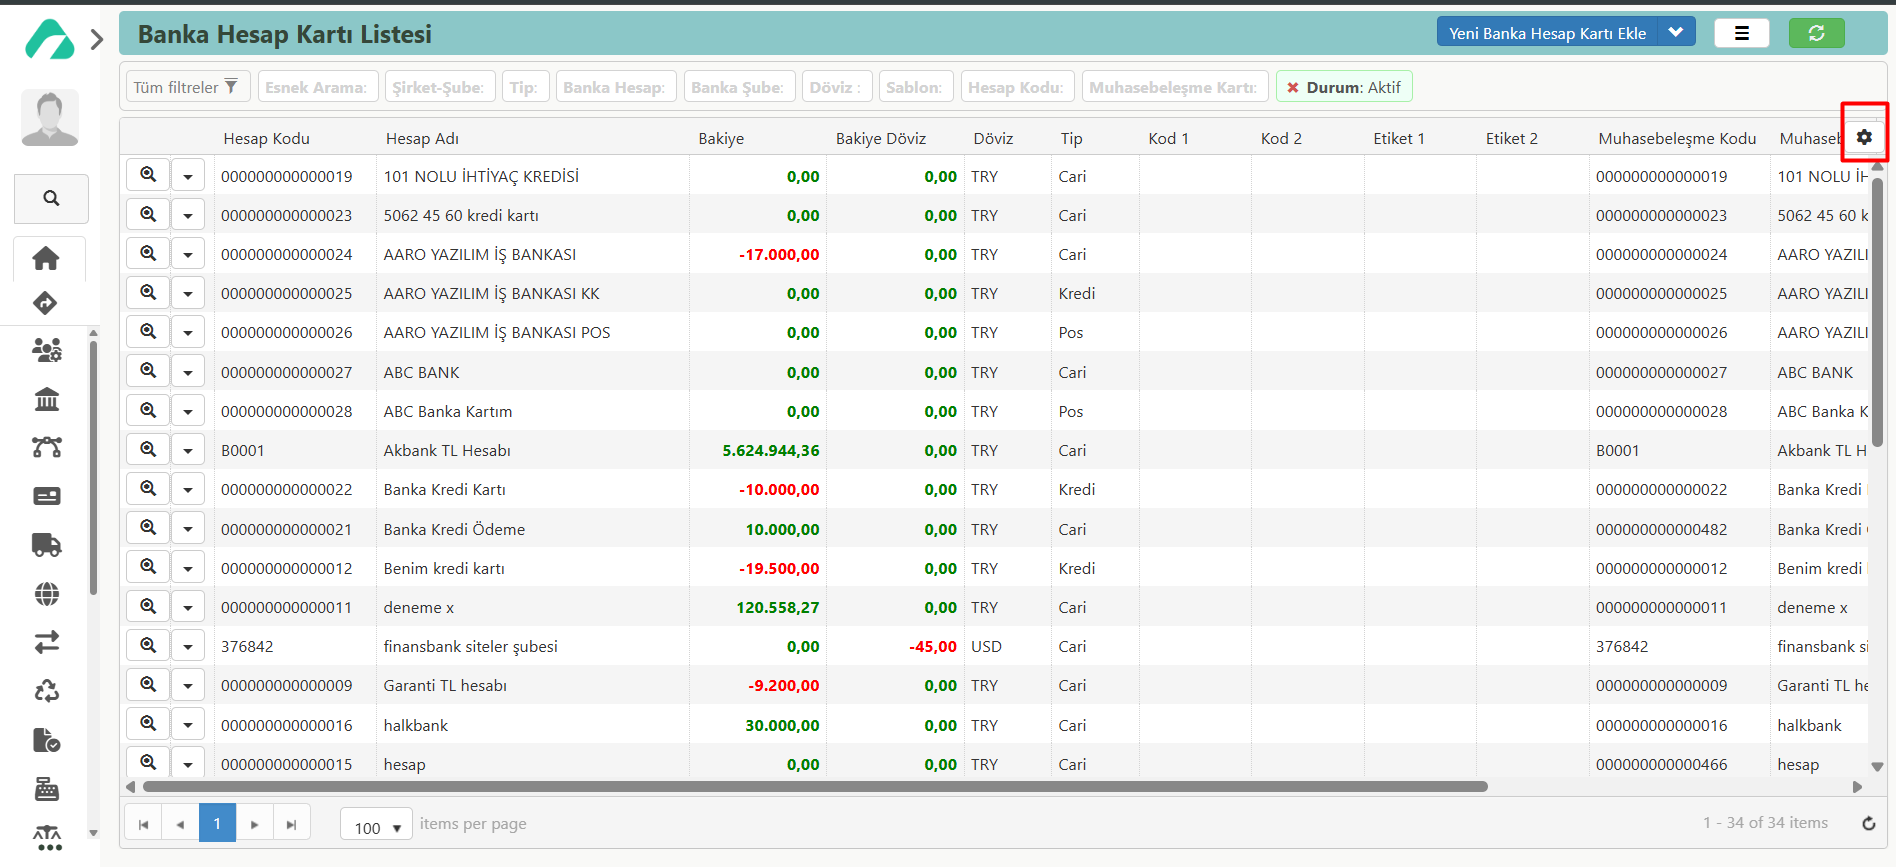 Banka Hesap Kartı Listesi
Yeni Banka Hesap Kartı Ekle
Tüm filtreler Esnek Arama: Şirket-Şube: Tip: Banka Hesap: Banka Şube: Döviz : Sablon: Hesap Kodu: Muhasebeleşme Kartı: Durum: Aktif
Hesap Kodu Hesap Adı Bakiye Bakiye Döviz Döviz Tip Kod 1 Kod 2 Etiket 1 Etiket 2 Muhasebeleşme Kodu Muhaseb
000000000000019 101 NOLU İHTİYAÇ KREDİSİ 0,00 0,00 TRY Cari 000000000000019 101 NOLU İH
000000000000023 5062 45 60 kredi kartı 0,00 0,00 TRY Cari 000000000000023 5062 45 60 k
000000000000024 AARO YAZILIM İŞ BANKASI -17.000,00 0,00 TRY Cari 000000000000024 AARO YAZILI
000000000000025 AARO YAZILIM İŞ BANKASI KK 0,00 0,00 TRY Kredi 000000000000025 AARO YAZILI
000000000000026 AARO YAZILIM İŞ BANKASI POS 0,00 0,00 TRY Pos 000000000000026 AARO YAZILI
000000000000027 ABC BANK 0,00 0,00 TRY Cari 000000000000027 ABC BANK
000000000000028 ABC Banka Kartım 0,00 0,00 TRY Pos 000000000000028 ABC Banka K
B0001 Akbank TL Hesabı 5.624.944,36 0,00 TRY Cari B0001 Akbank TL H
000000000000022 Banka Kredi Kartı -10.000,00 0,00 TRY Kredi 000000000000022 Banka Kredi
000000000000021 Banka Kredi Ödeme 10.000,00 0,00 TRY Cari 000000000000482 Banka Kredi
000000000000012 Benim kredi kartı -19.500,00 0,00 TRY Kredi 000000000000012 Benim kredi
000000000000011 deneme x 120.558,27 0,00 TRY Cari 000000000000011 deneme x
376842 finansbank siteler şubesi 0,00 -45,00 USD Cari 376842 finansbank si
000000000000009 Garanti TL hesabı -9.200,00 0,00 TRY Cari 000000000000009 Garanti TL he
000000000000016 halkbank 30.000,00 0,00 TRY Cari 000000000000016 halkbank
000000000000015 hesap 0,00 0,00 TRY Cari 000000000000466 hesap
1 100 items per page 1 - 34 of 34 items